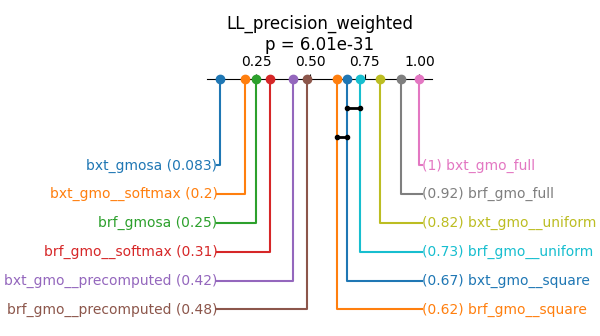 LL_precision_weighted
p = 6.01e-31
0.25 0.50 0.75 1.00
bxt_gmosa (0.083) (1) bxt_gmo_full
bxt_gmo__softmax (0.2) (0.92) brf_gmo_full
brf_gmosa (0.25) (0.82) bxt_gmo__uniform
brf_gmo__softmax (0.31) (0.73) brf_gmo__uniform
bxt_gmo__precomputed (0.42) (0.67) bxt_gmo__square
brf_gmo__precomputed (0.48) (0.62) brf_gmo__square